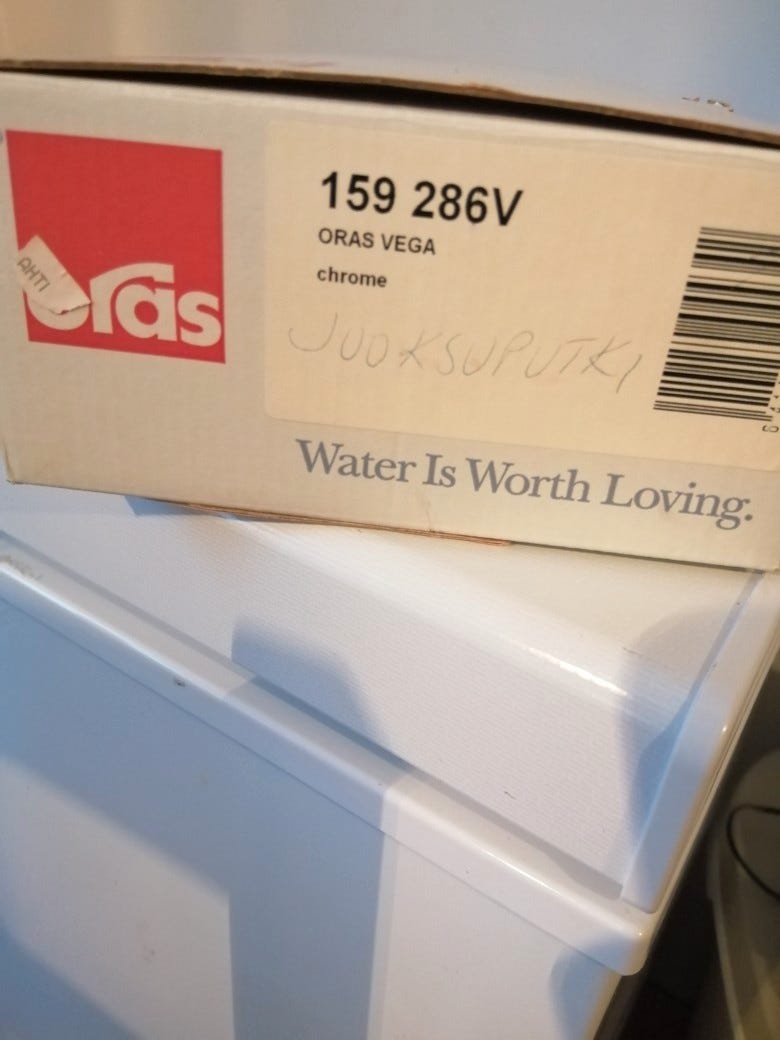 AHTI
oras
159 286V
ORAS VEGA
chrome
JUOKSUPUTKI
Water Is Worth Loving.